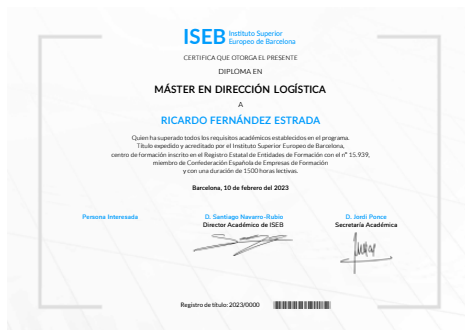 ISEB Instituto Superior
Europeo de Barcelona
CERTIFICA QUE OTORGA EL PRESENTE
DIPLOMA EN
MÁSTER EN DIRECCIÓN LOGÍSTICA
A
RICARDO FERNÁNDEZ ESTRADA
Quien ha superado todos los requisitos académicos establecidos en el programa.
Título expedido y acreditado por el Instituto Superior Europeo de Barcelona,
centro de formación inscrito en el Registro Estatal de Entidades de Formación con el nº 15.939,
miembro de Confederación Española de Empresas de Formación
y con una duración de 1500 horas lectivas.
Barcelona, 10 de febrero del 2023
Persona Interesada
D. Santiago Navarro-Rubio
Director Académico de ISEB
D. Jordi Ponce
Secretaría Académica
Registro de título: 2023/0000